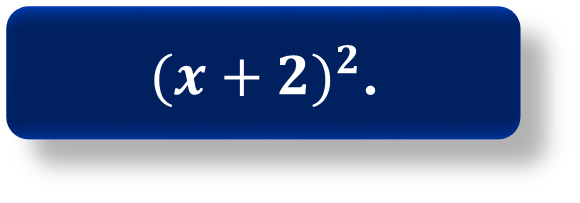 (x + 2)².